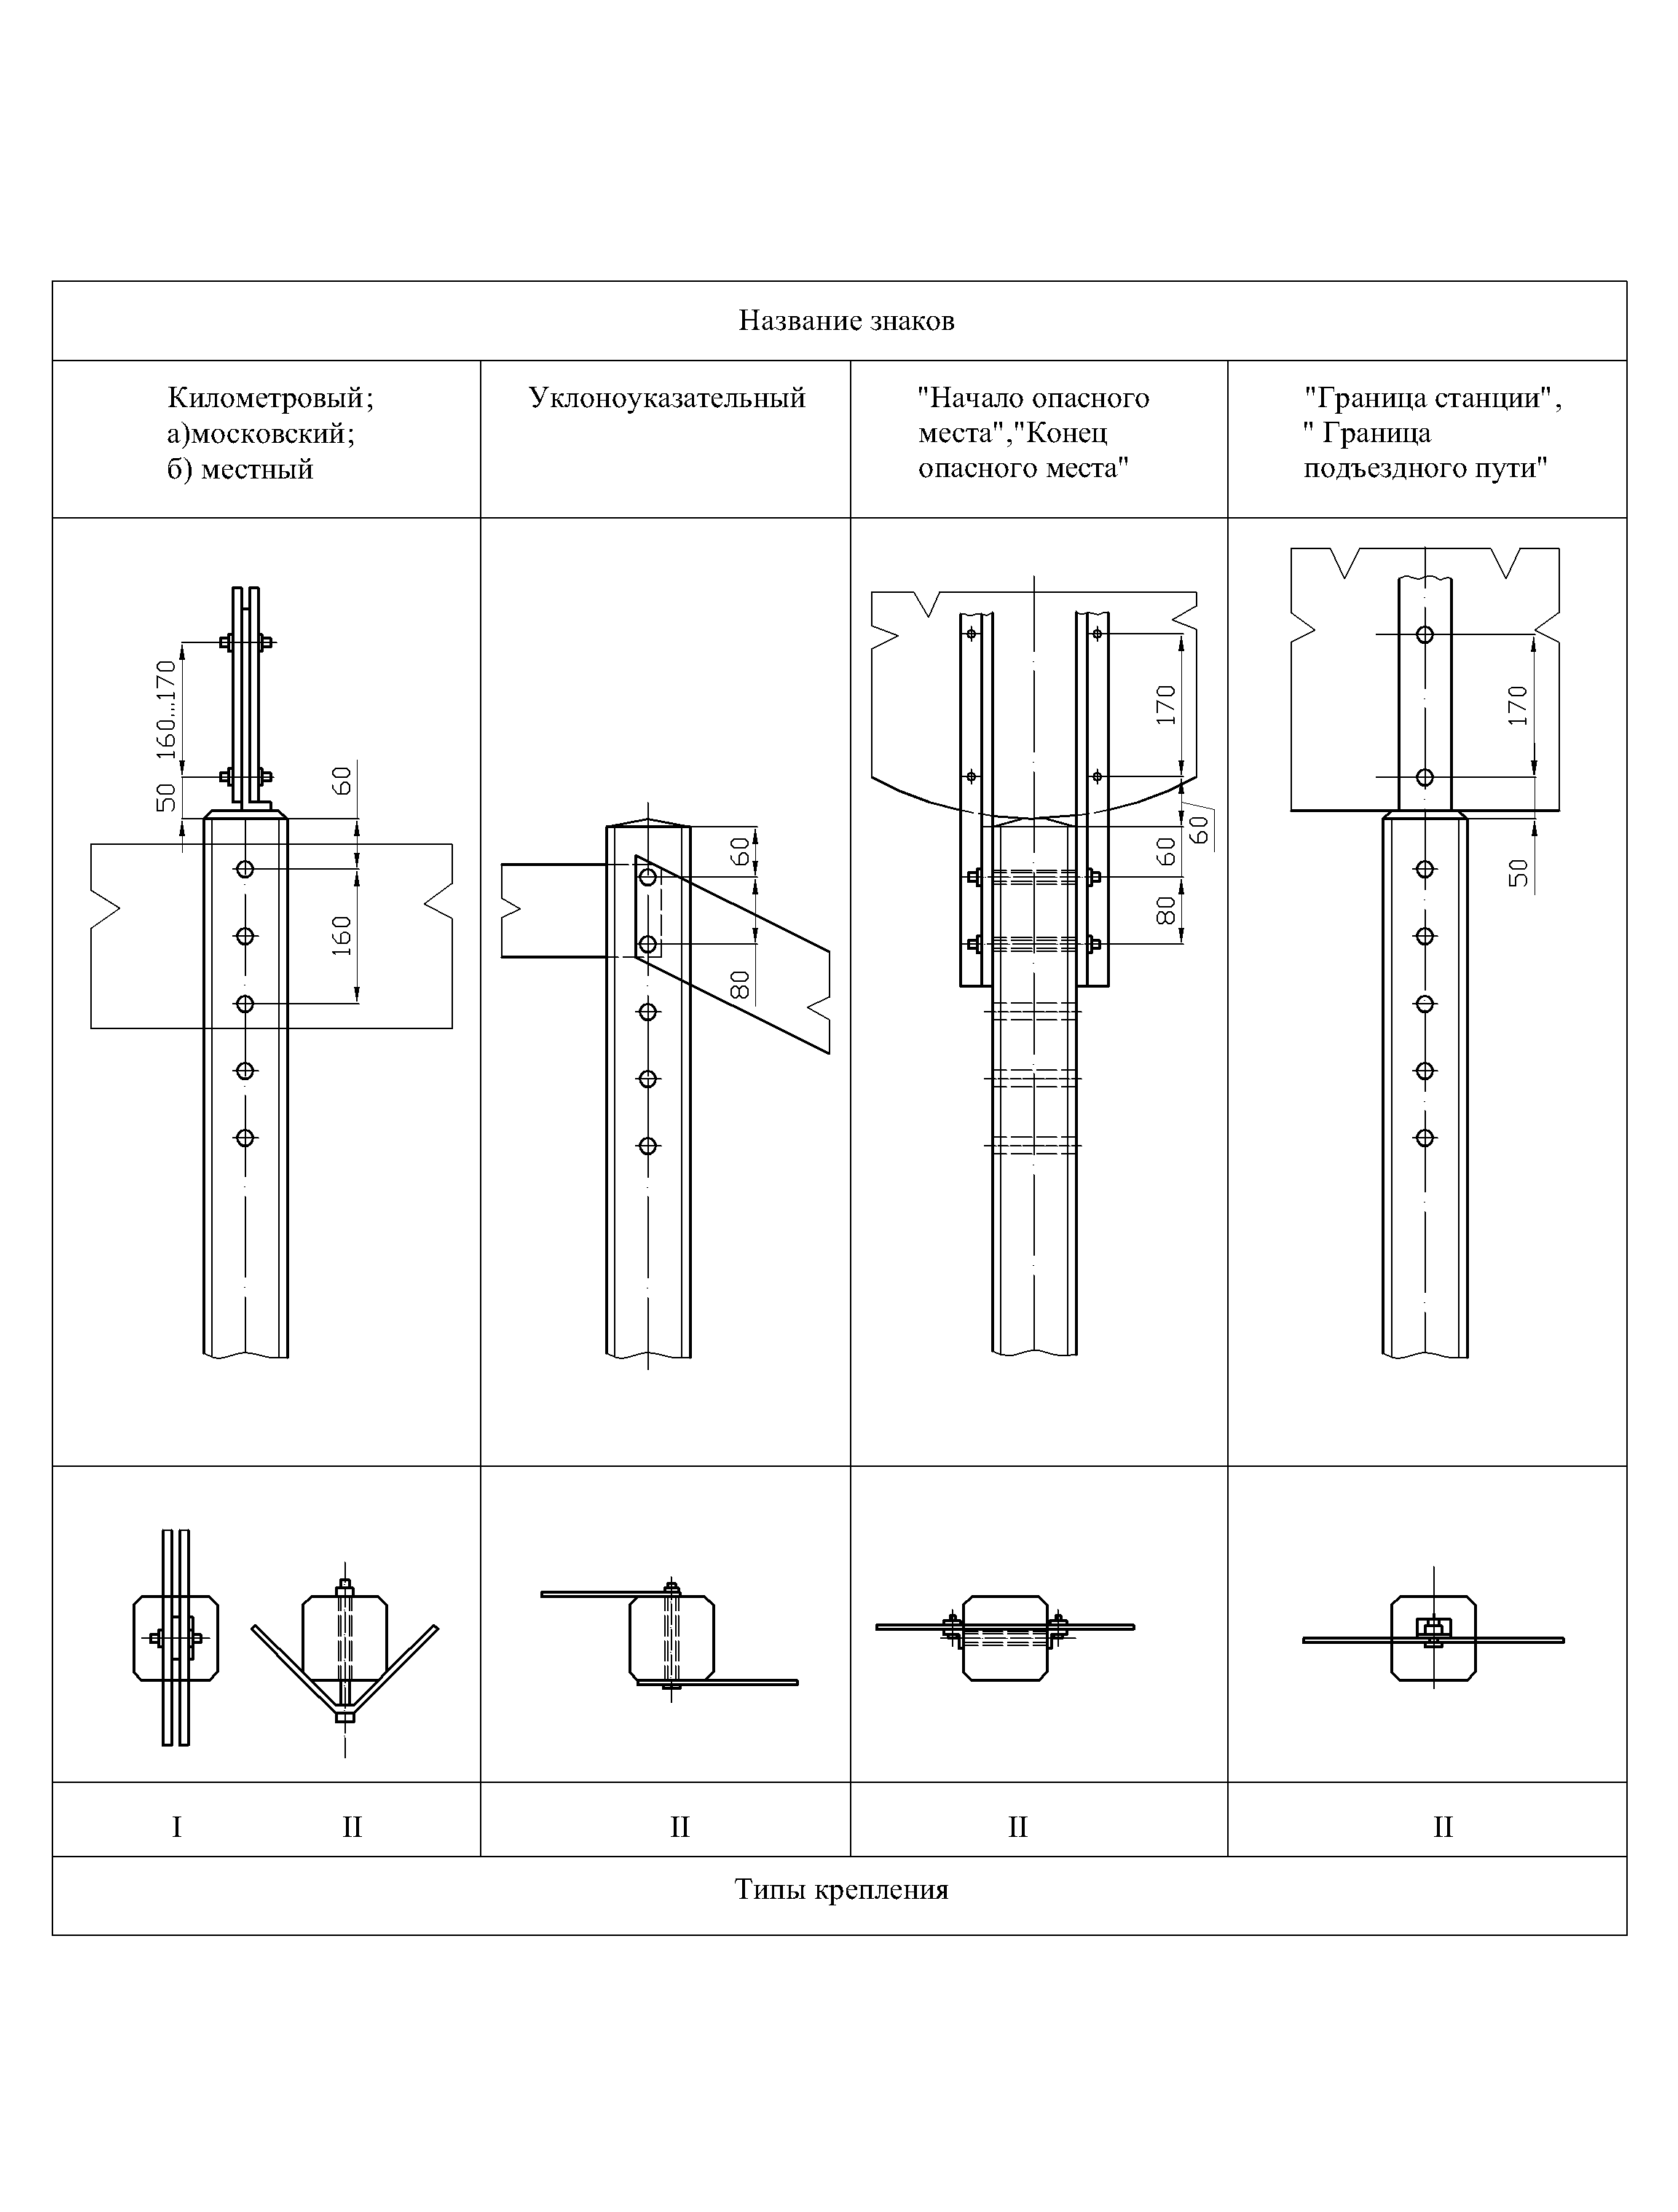 Название знаков
Километровый;
а)московский;
б) местный
Уклоноуказательный
"Начало опасного
места","Конец
опасного места"
"Граница станции",
" Граница
подъездного пути"
160...170
50
60
160
60
80
170
60
60
80
170
50
I II II II II
Типы крепления